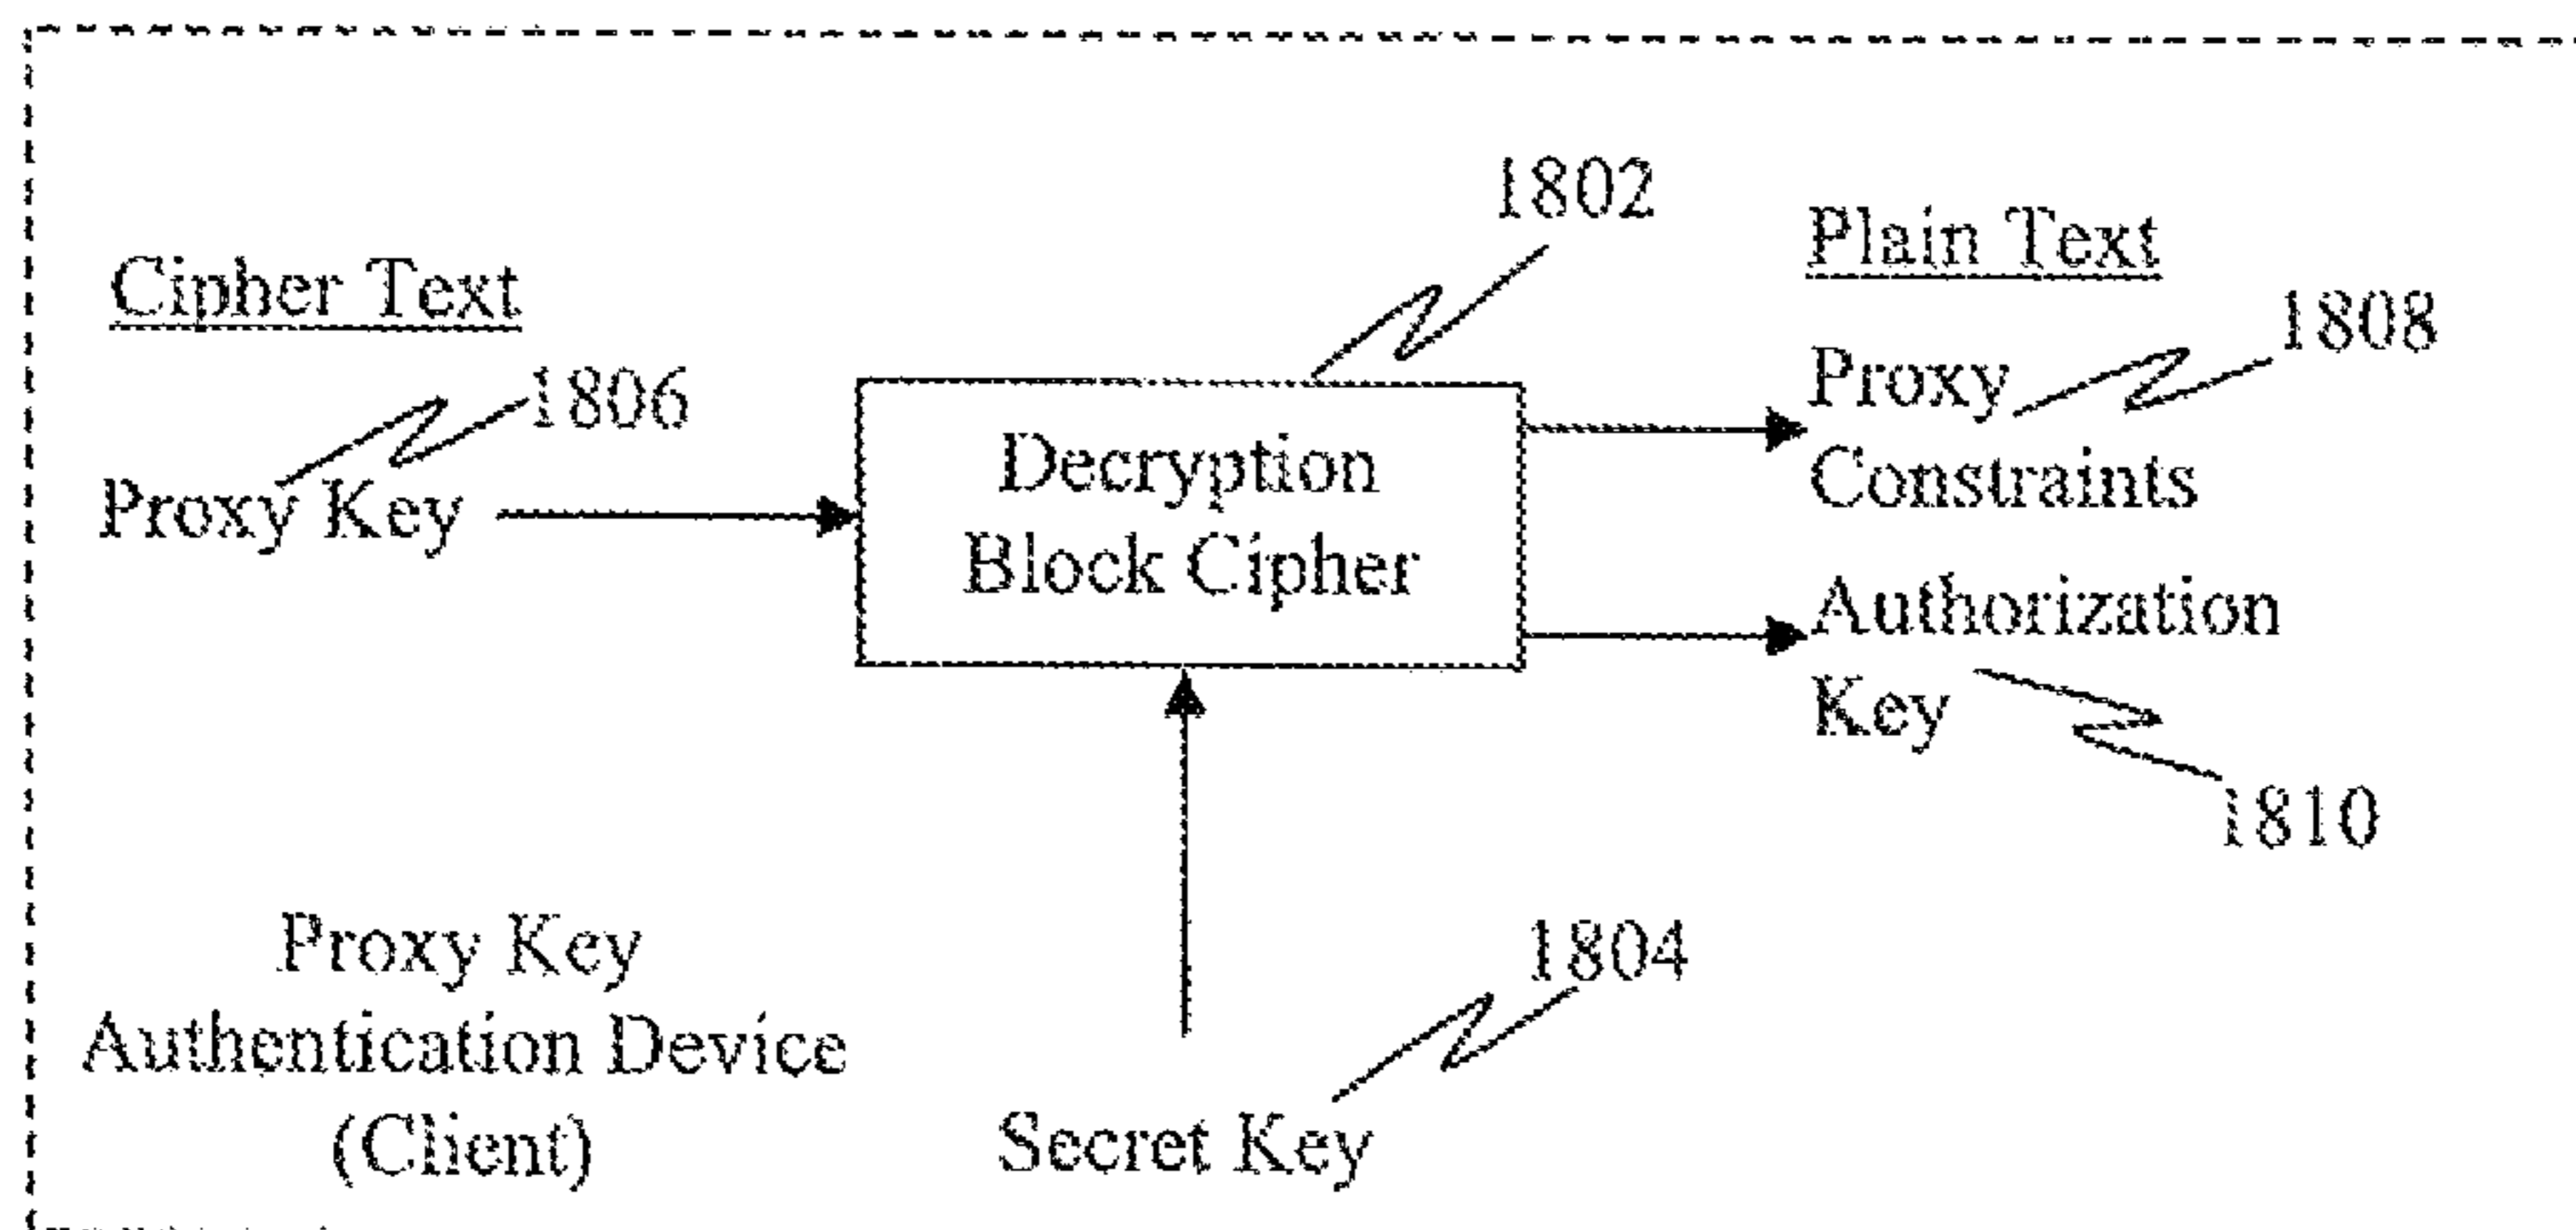 1802
Plain Text
Cipher Text
1808
Proxy
Constraints
1806
Proxy Key
Decryption
Block Cipher
Authorization
Key
1810
Proxy Key
Authentication Device
(Client)
1804
Secret Key